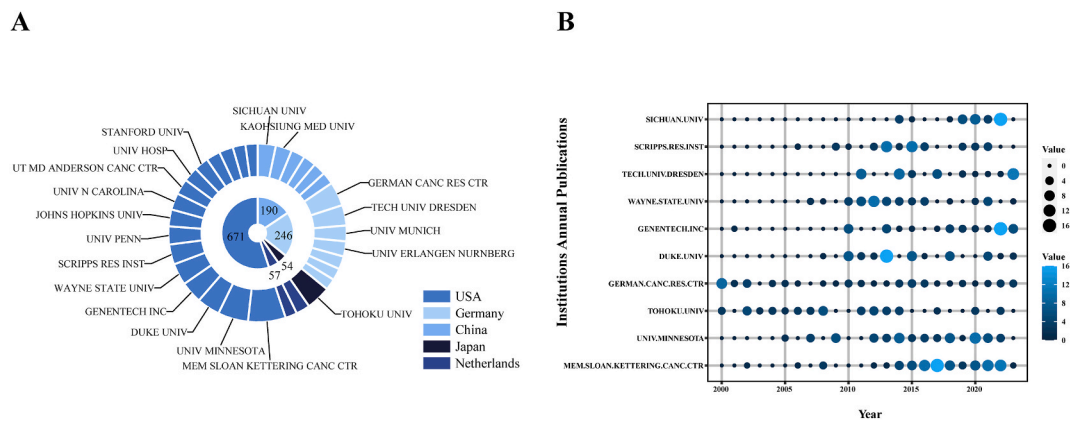 A
B
SICHUAN UNIV
KAOHSIUNG MED UNIV
STANFORD UNIV
UNIV HOSP
UT MD ANDERSON CANC CTR
UNIV N CAROLINA
JOHNS HOPKINS UNIV
UNIV PENN
SCRIPPS RES INST
WAYNE STATE UNIV
GENENTECH INC
DUKE UNIV
UNIV MINNESOTA
MEM SLOAN KETTERING CANC CTR
GERMAN CANC RES CTR
TECH UNIV DRESDEN
UNIV MUNICH
UNIV ERLANGEN NURNBERG
TOHOKU UNIV
190
246
671
54
57
USA
Germany
China
Japan
Netherlands
Institutions Annual Publications
SICHUAN.UNIV
SCRIPPS.RES.INST
TECH.UNIV.DRESDEN
WAYNE.STATE.UNIV
GENENTECH.INC
DUKE.UNIV
GERMAN.CANC.RES.CTR
TOHOKU.UNIV
UNIV.MINNESOTA
MEM.SLOAN.KETTERING.CANC.CTR
2000 2005 2010 2015 2020
Year
Value
0
4
8
12
16
Value
16
12
8
4
0